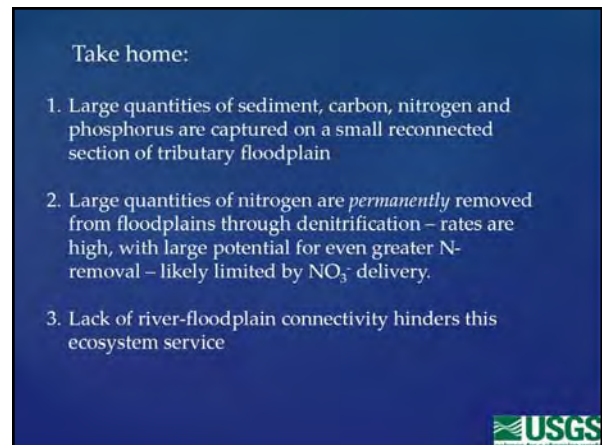 Take home:
1. Large quantities of sediment, carbon, nitrogen and
phosphorus are captured on a small reconnected
section of tributary floodplain
2. Large quantities of nitrogen are permanently removed
from floodplains through denitrification – rates are
high, with large potential for even greater N-
removal – likely limited by NO₃⁻ delivery.
3. Lack of river-floodplain connectivity hinders this
ecosystem service
USGS